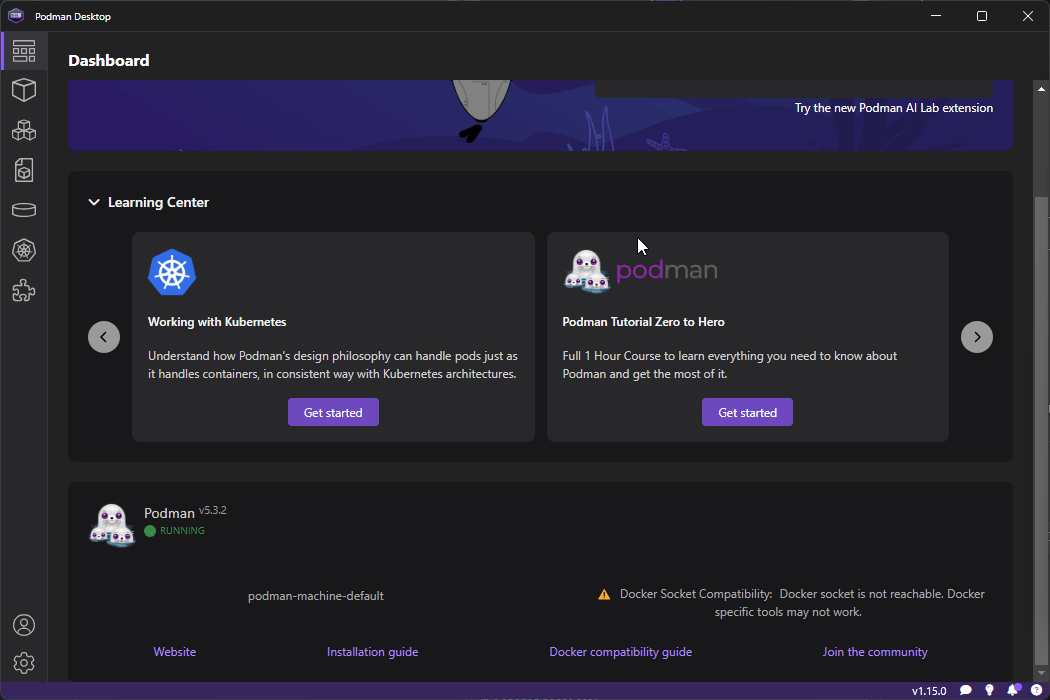 Podman Desktop
Dashboard
Try the new Podman AI Lab extension
Learning Center
podman
Working with Kubernetes
Understand how Podman's design philosophy can handle pods just as
it handles containers, in consistent way with Kubernetes architectures.
Get started
Podman Tutorial Zero to Hero
Full 1 Hour Course to learn everything you need to know about
Podman and get the most of it.
Get started
Podman v5.3.2
RUNNING
podman-machine-default
Docker Socket Compatibility: Docker socket is not reachable. Docker
specific tools may not work.
Website
Installation guide
Docker compatibility guide
Join the community
v1.15.0